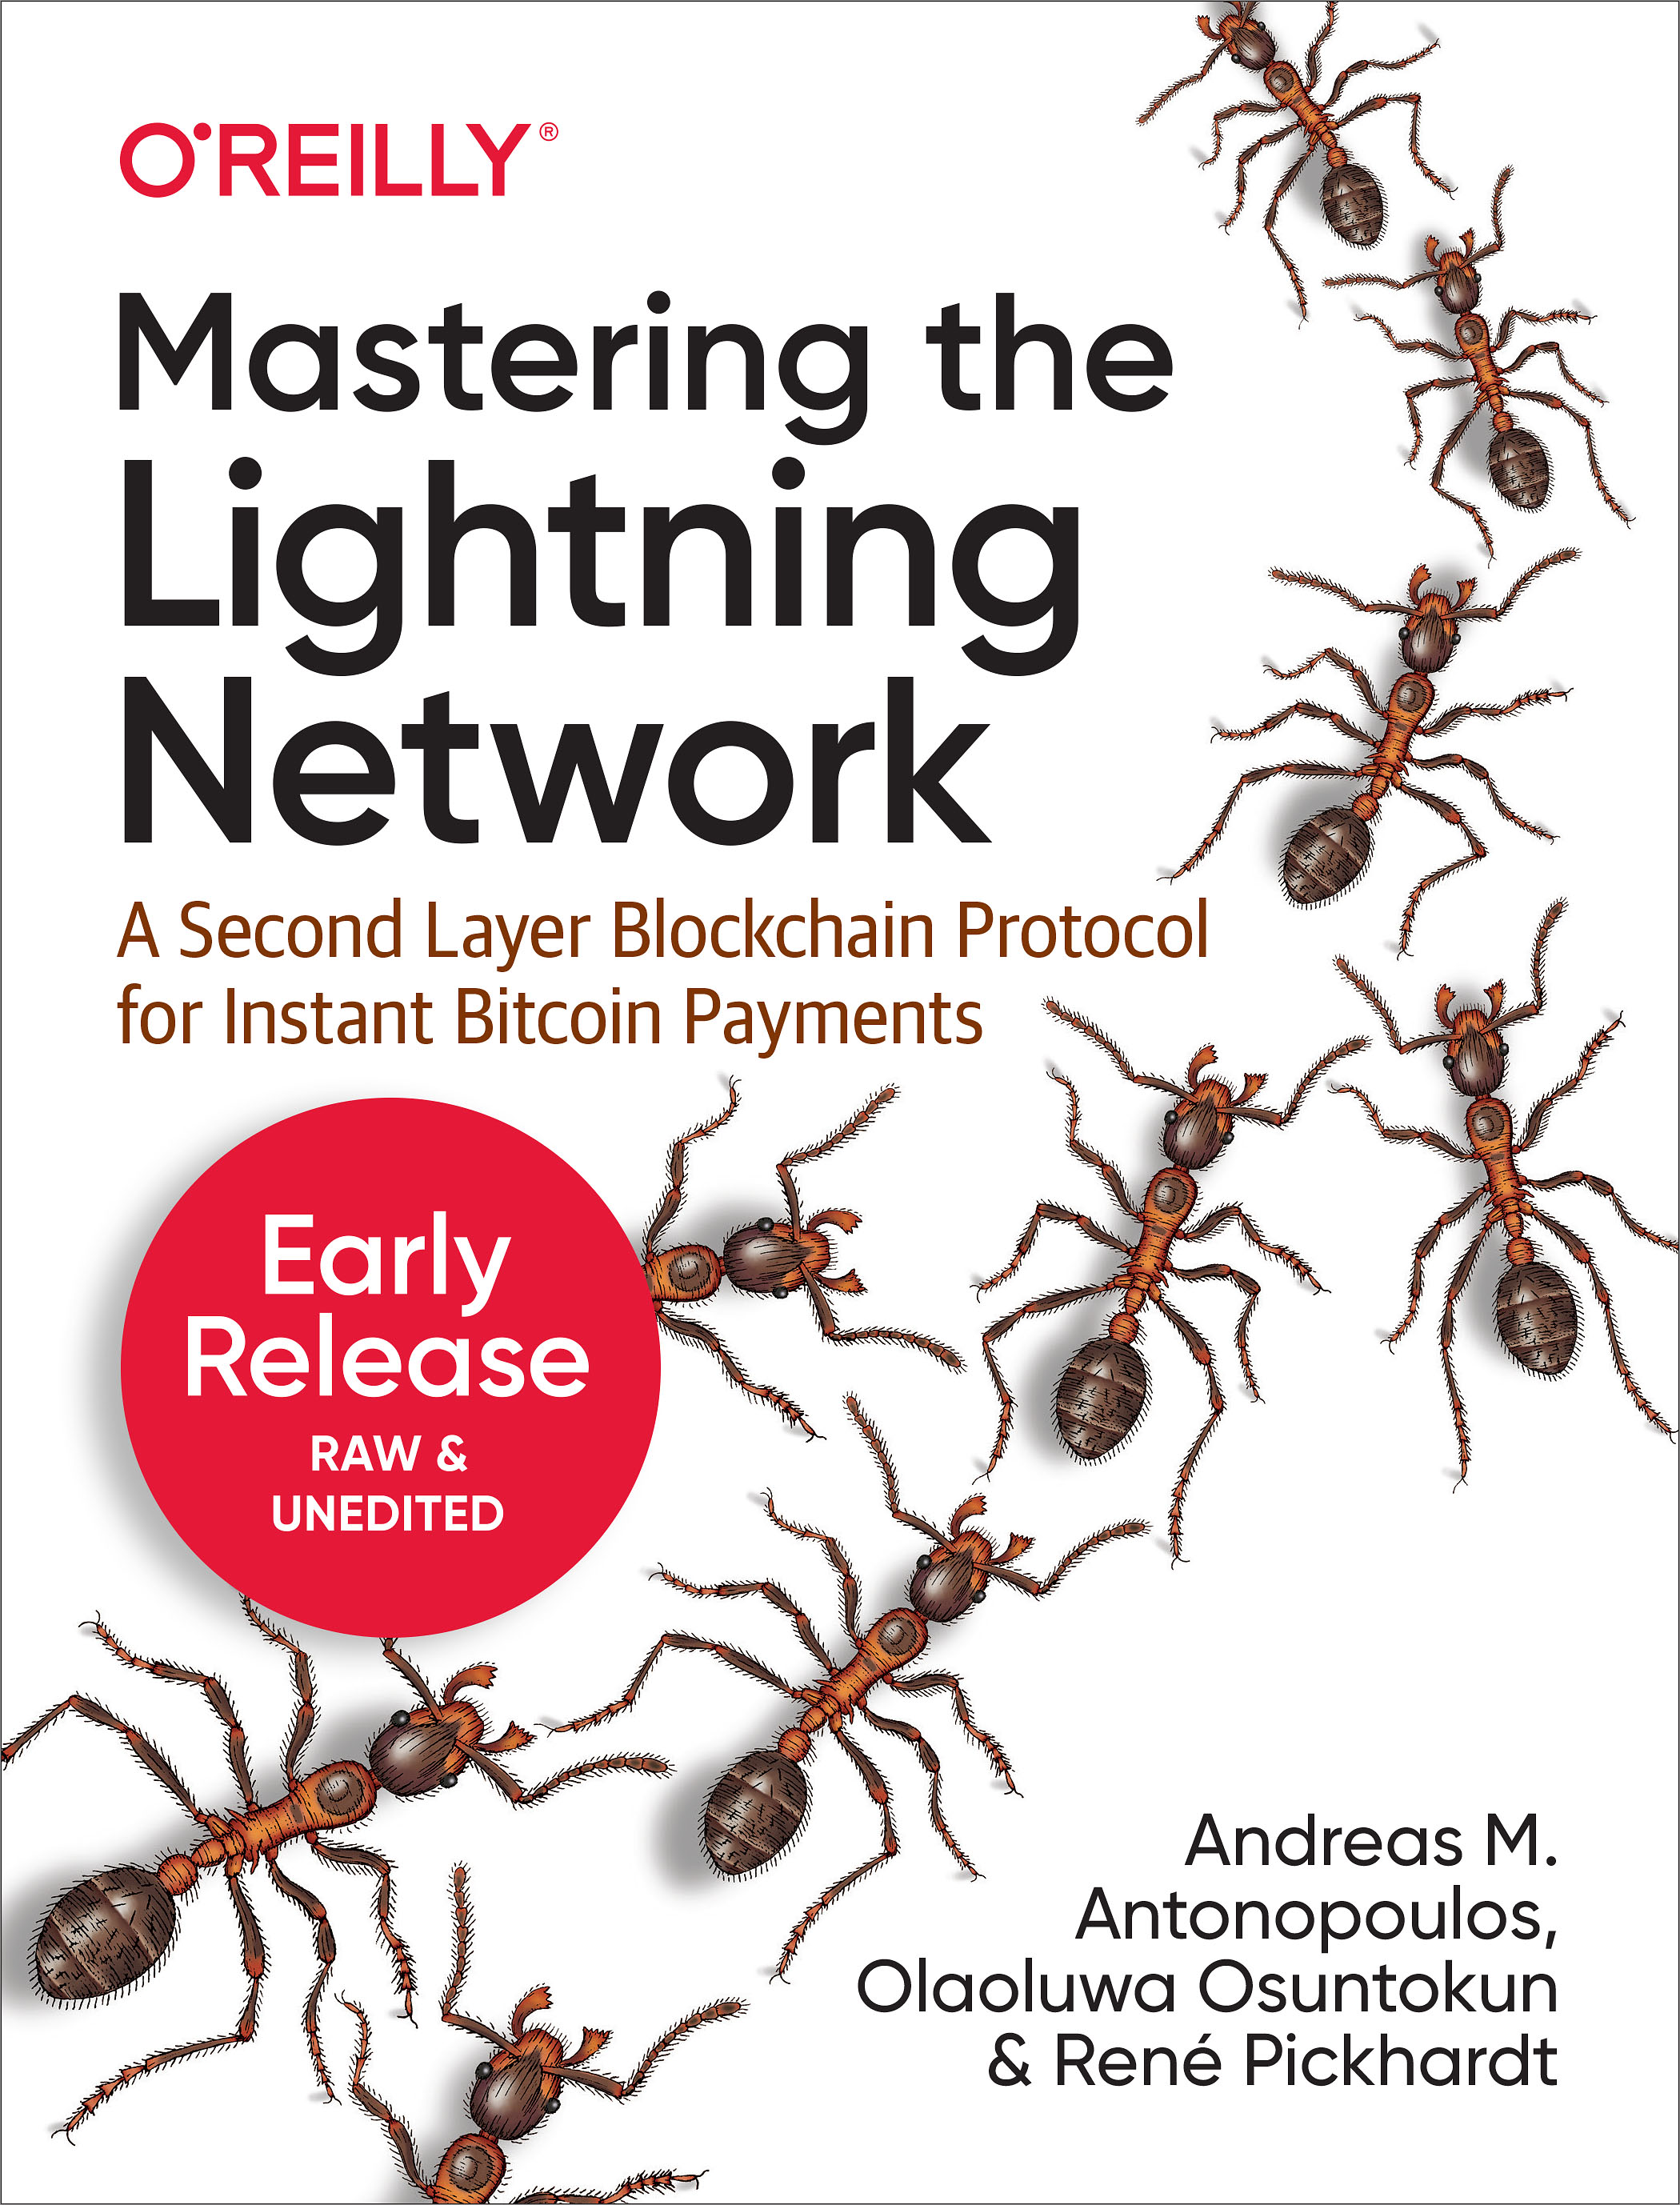 O'REILLY®
Mastering the
Lightning
Network
A Second Layer Blockchain Protocol
for Instant Bitcoin Payments
Early
Release
RAW &
UNEDITED
Andreas M.
Antonopoulos,
Olaoluwa Osuntokun
& René Pickhardt